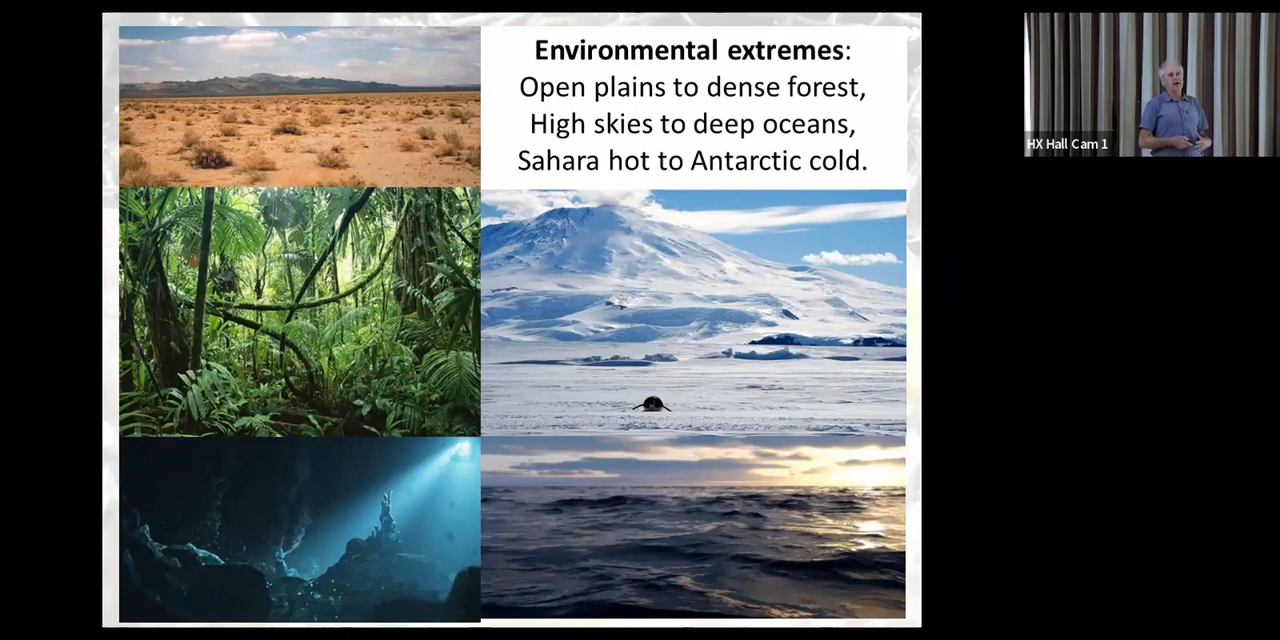 Environmental extremes:
Open plains to dense forest,
High skies to deep oceans,
Sahara hot to Antarctic cold.
HX Hall Cam 1